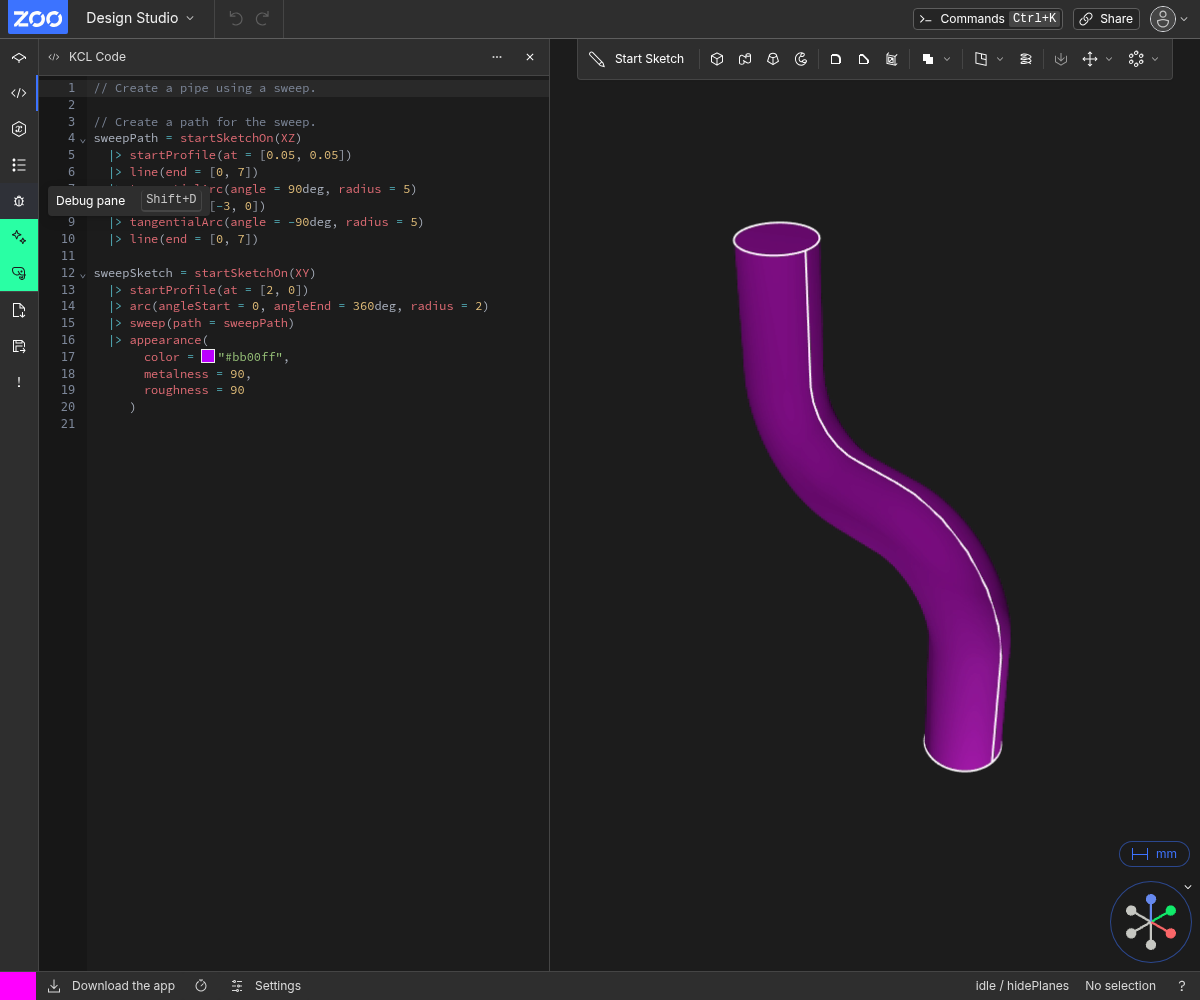 ZOO
Design Studio
Commands Ctrl+K
Share
KCL Code
Start Sketch
1 // Create a pipe using a sweep.
2
3 // Create a path for the sweep.
4 sweepPath = startSketchOn(XZ)
5 |> startProfile(at = [0.05, 0.05])
6 |> line(end = [0, 7])
rc(angle = 90deg, radius = 5)
Debug pane Shift+D
[-3, 0])
9 |> tangentialArc(angle = -90deg, radius = 5)
10 |> line(end = [0, 7])
11
12 sweepSketch = startSketchOn(XY)
13 |> startProfile(at = [2, 0])
14 |> arc(angleStart = 0, angleEnd = 360deg, radius = 2)
15 |> sweep(path = sweepPath)
16 |> appearance(
17 color = "#bb00ff",
18 metalness = 90,
19 roughness = 90
20 )
21
mm
Download the app
Settings
idle / hidePlanes
No selection
?